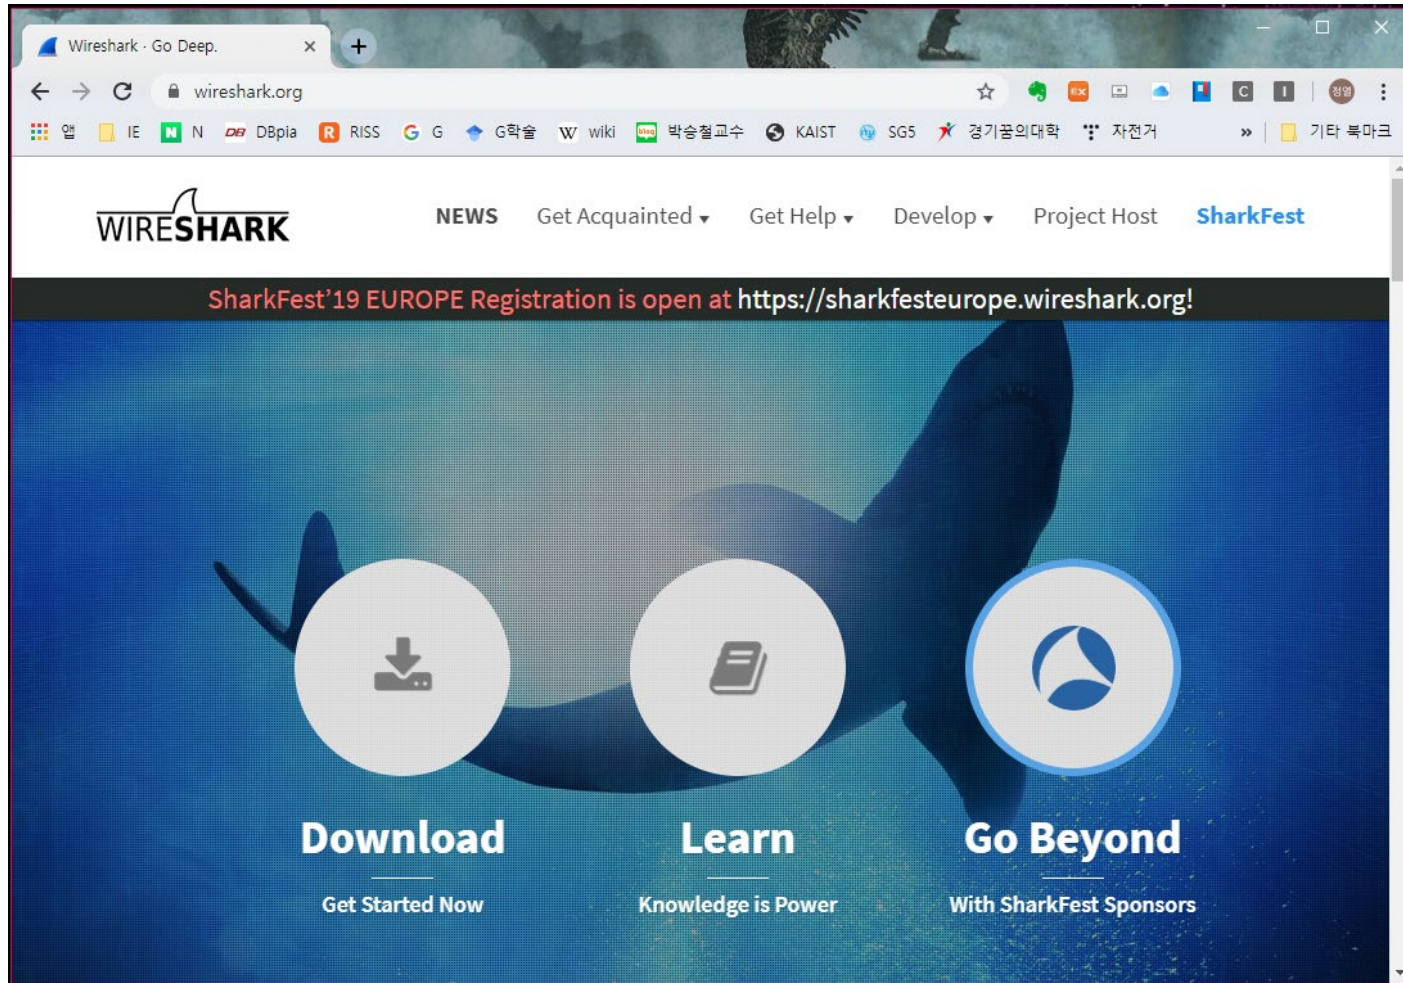 Wireshark · Go Deep.
wireshark.org
앱 IE N N DB DBpia R RISS G G G학술 W wiki blog 박승철교수 KAIST SG5 경기꿈의대학 자전거 » 기타 북마크
WIRESHARK NEWS Get Acquainted Get Help Develop Project Host SharkFest
SharkFest’19 EUROPE Registration is open at https://sharkfesteurope.wireshark.org!
Download Learn Go Beyond
Get Started Now Knowledge is Power With SharkFest Sponsors